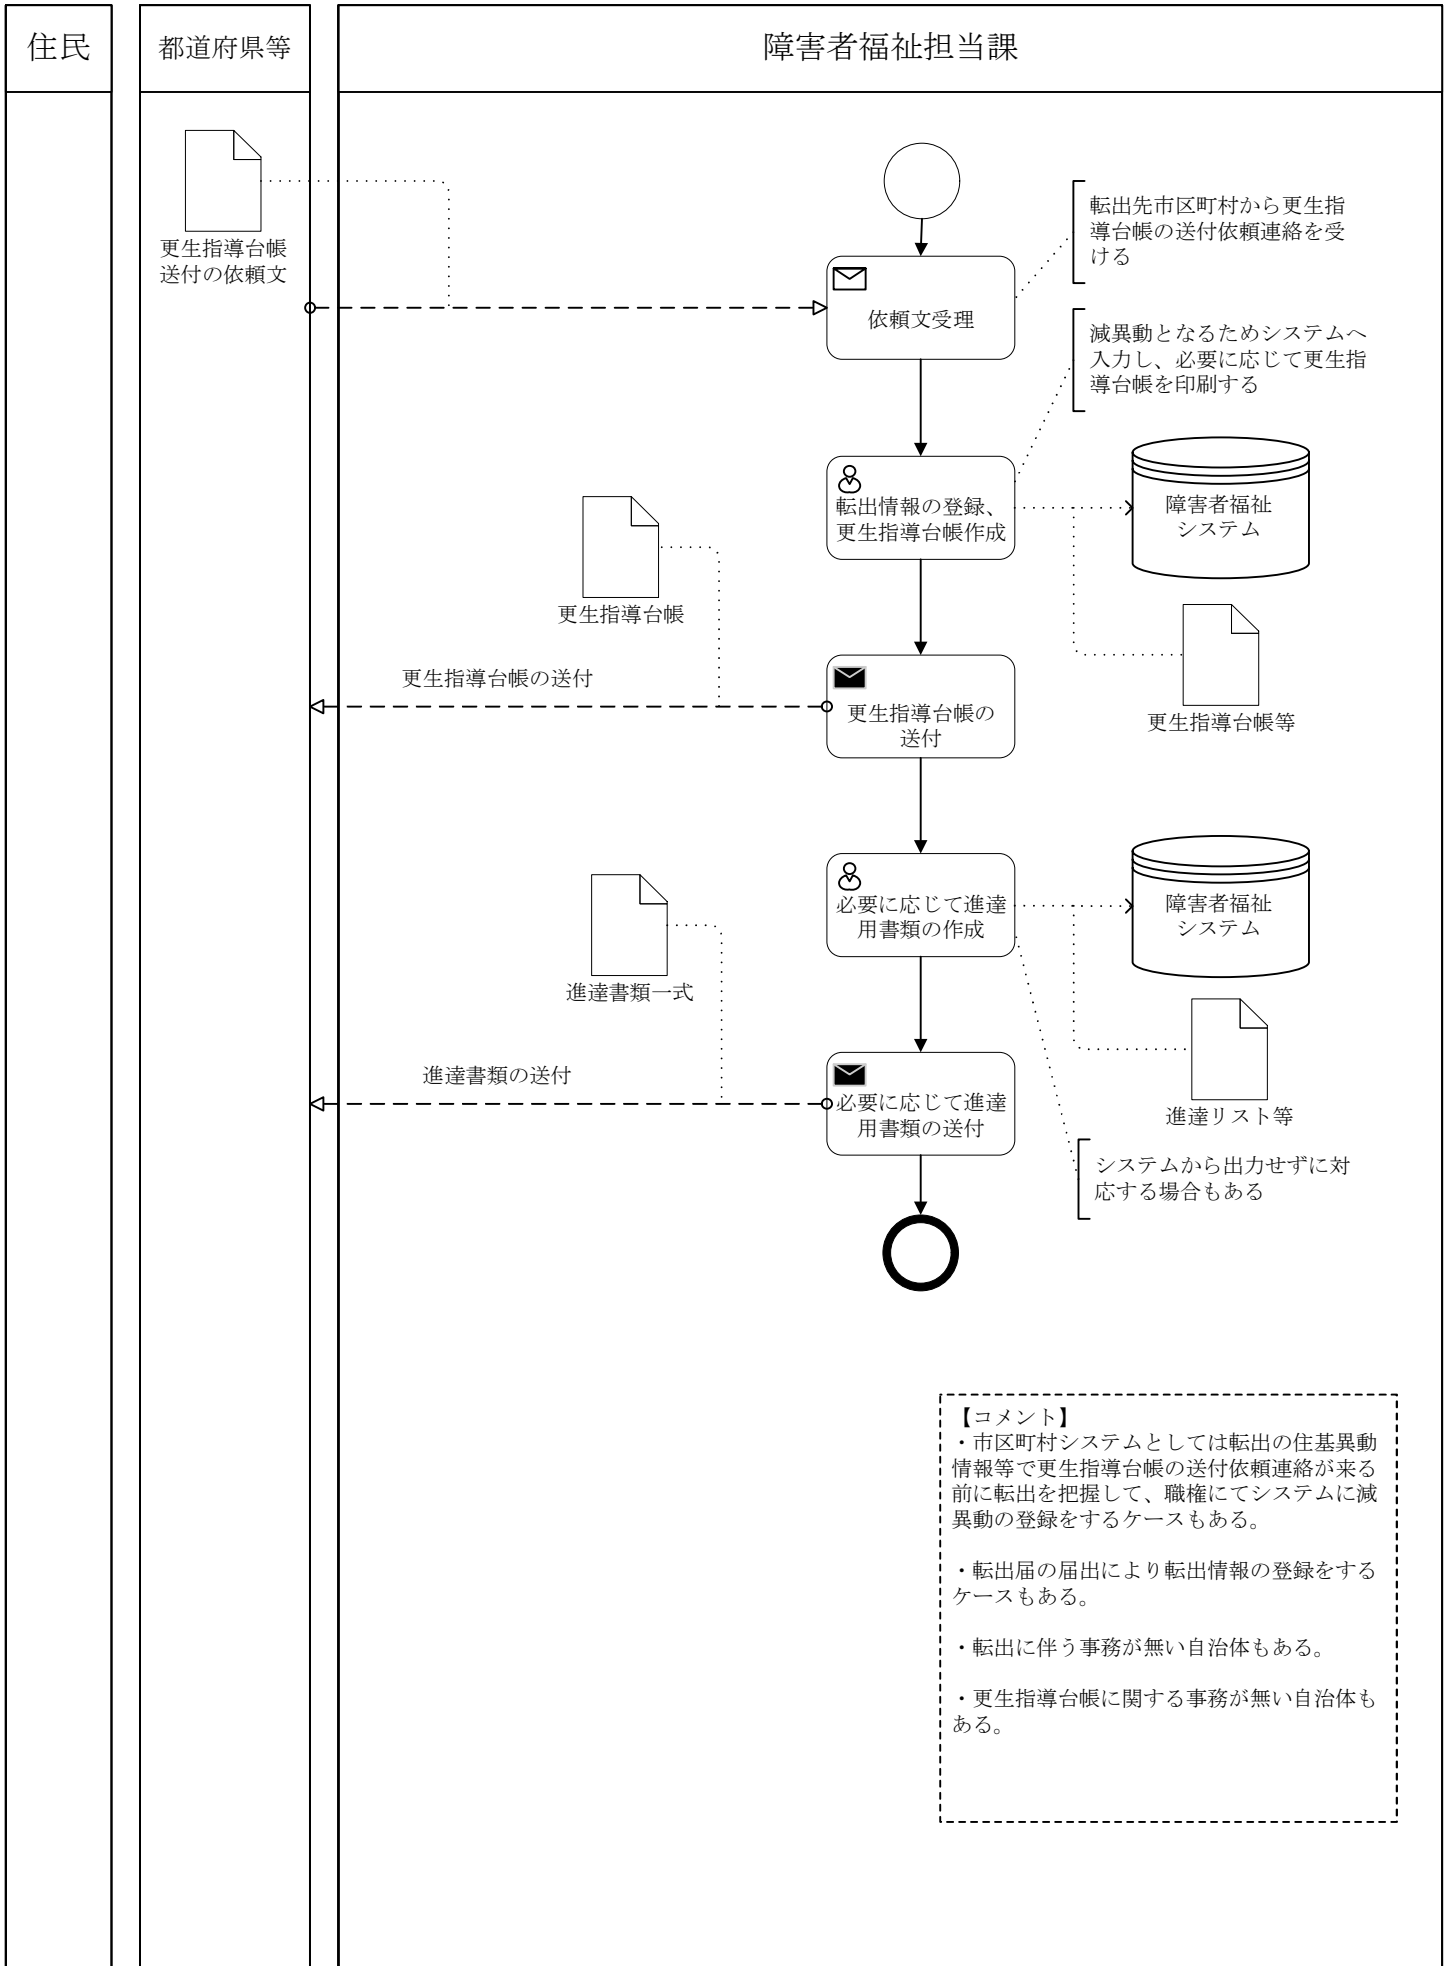 住民
都道府県等
障害者福祉担当課
更生指導台帳
送付の依頼文
転出先市区町村から更生指
導台帳の送付依頼連絡を受
ける
依頼文受理
減異動となるためシステムへ
入力し、必要に応じて更生指
導台帳を印刷する
転出情報の登録、
更生指導台帳作成
障害者福祉
システム
更生指導台帳
更生指導台帳の送付
更生指導台帳の
送付
更生指導台帳等
必要に応じて進達
用書類の作成
障害者福祉
システム
進達書類一式
進達書類の送付
必要に応じて進達
用書類の送付
進達リスト等
システムから出力せずに対
応する場合もある
【コメント】
・市区町村システムとしては転出の住基異動
情報等で更生指導台帳の送付依頼連絡が来る
前に転出を把握して、職権にてシステムに減
異動の登録をするケースもある。
・転出届の届出により転出情報の登録をする
ケースもある。
・転出に伴う事務が無い自治体もある。
・更生指導台帳に関する事務が無い自治体も
ある。